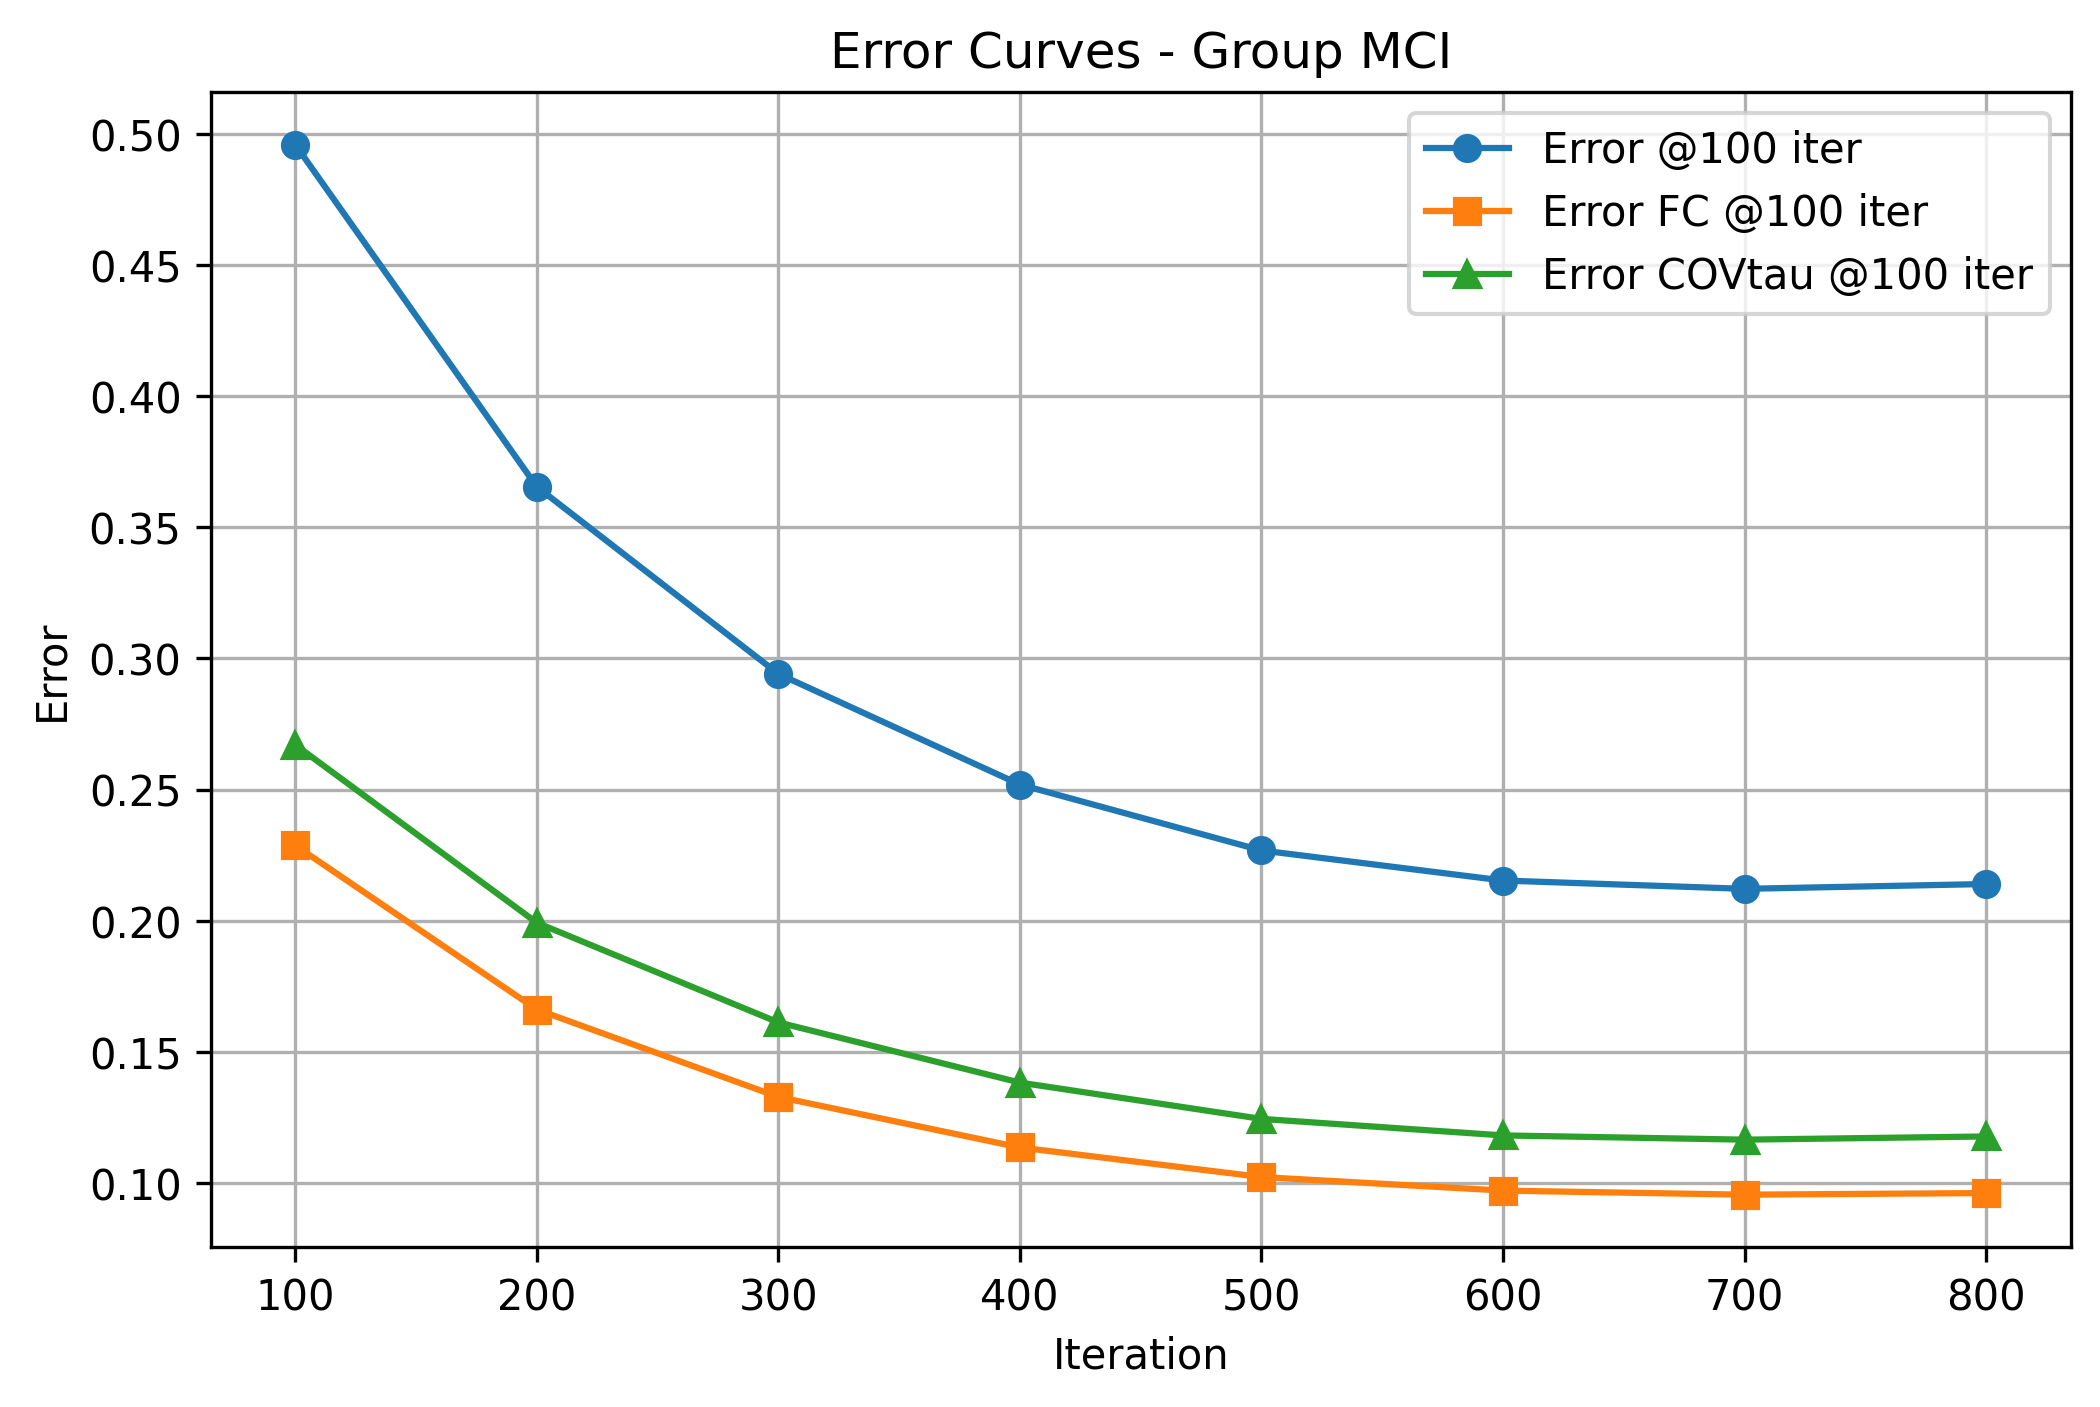 Error Curves - Group MCI
Error @100 iter
Error FC @100 iter
Error COVtau @100 iter
Error
0.50
0.45
0.40
0.35
0.30
0.25
0.20
0.15
0.10
100 200 300 400 500 600 700 800
Iteration